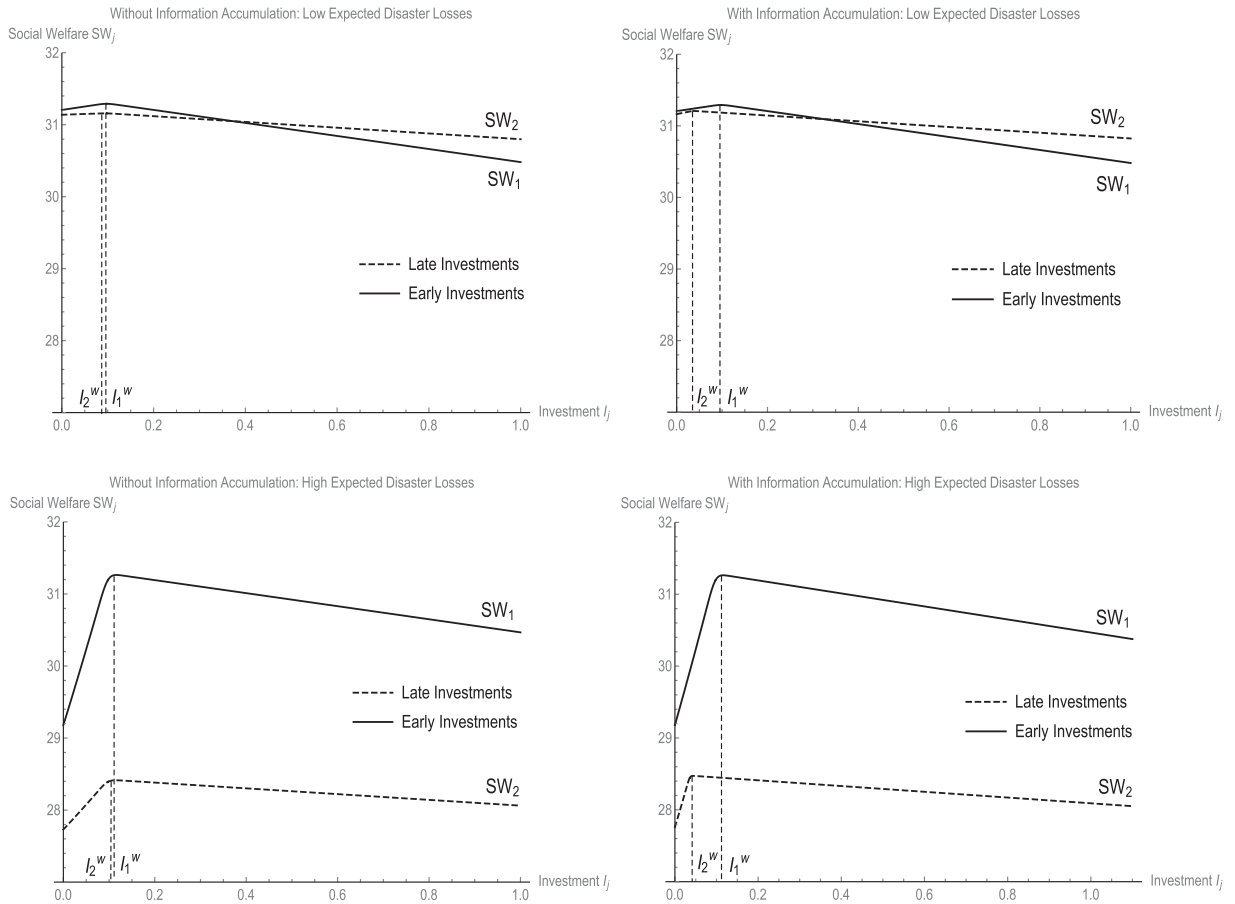 Without Information Accumulation: Low Expected Disaster Losses
Social Welfare SWj
32
31
30
29
28
SW2
SW1
Late Investments
Early Investments
I2w I1w
Investment Ij
0.0 0.2 0.4 0.6 0.8 1.0
With Information Accumulation: Low Expected Disaster Losses
Social Welfare SWj
32
31
30
29
28
SW2
SW1
Late Investments
Early Investments
I2w I1w
Investment Ij
0.0 0.2 0.4 0.6 0.8 1.0
Without Information Accumulation: High Expected Disaster Losses
Social Welfare SWj
32
31
30
29
28
SW1
Late Investments
Early Investments
SW2
I2w I1w
Investment Ij
0.0 0.2 0.4 0.6 0.8 1.0
With Information Accumulation: High Expected Disaster Losses
Social Welfare SWj
32
31
30
29
28
SW1
Late Investments
Early Investments
SW2
I2w I1w
Investment Ij
0.0 0.2 0.4 0.6 0.8 1.0